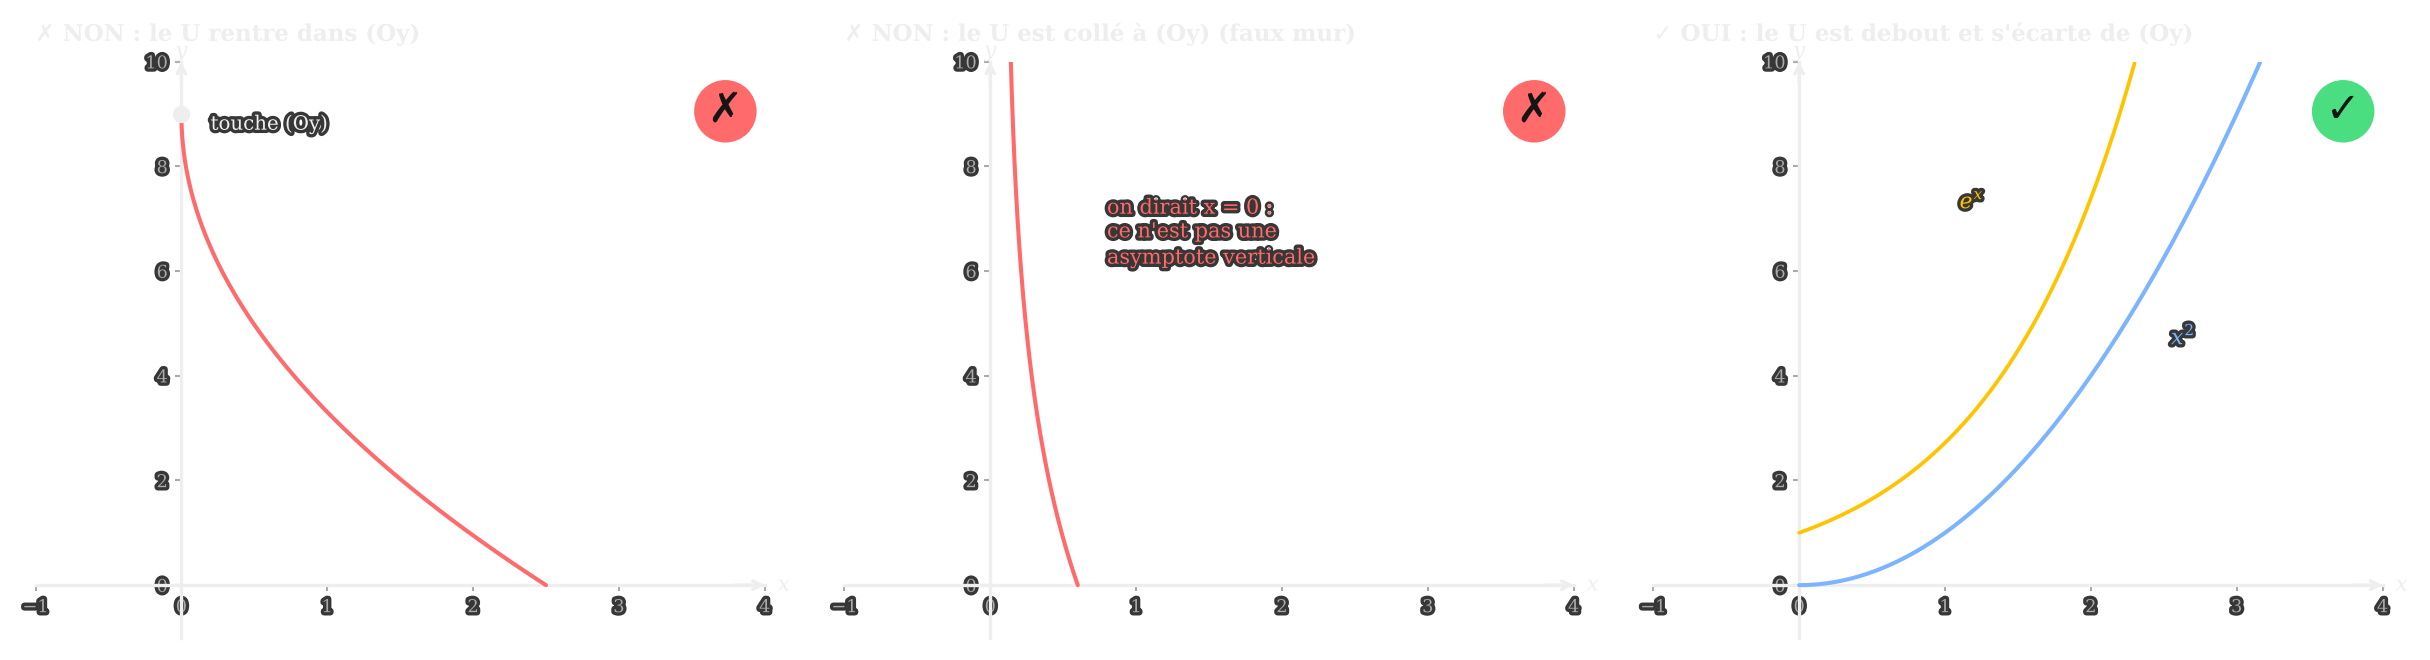 ✗ NON : le U rentre dans (Oy)
y
10
8
6
4
2
0
−1
0
1
2
3
4
x
touche (Oy)
✗
✗ NON : le U est collé à (Oy) (faux mur)
y
10
8
6
4
2
0
−1
0
1
2
3
4
x
on dirait x = 0 :
ce n'est pas une
asymptote verticale
✗
✓ OUI : le U est debout et s'écarte de (Oy)
y
10
8
6
4
2
0
−1
0
1
2
3
4
x
eˣ
x²
✓